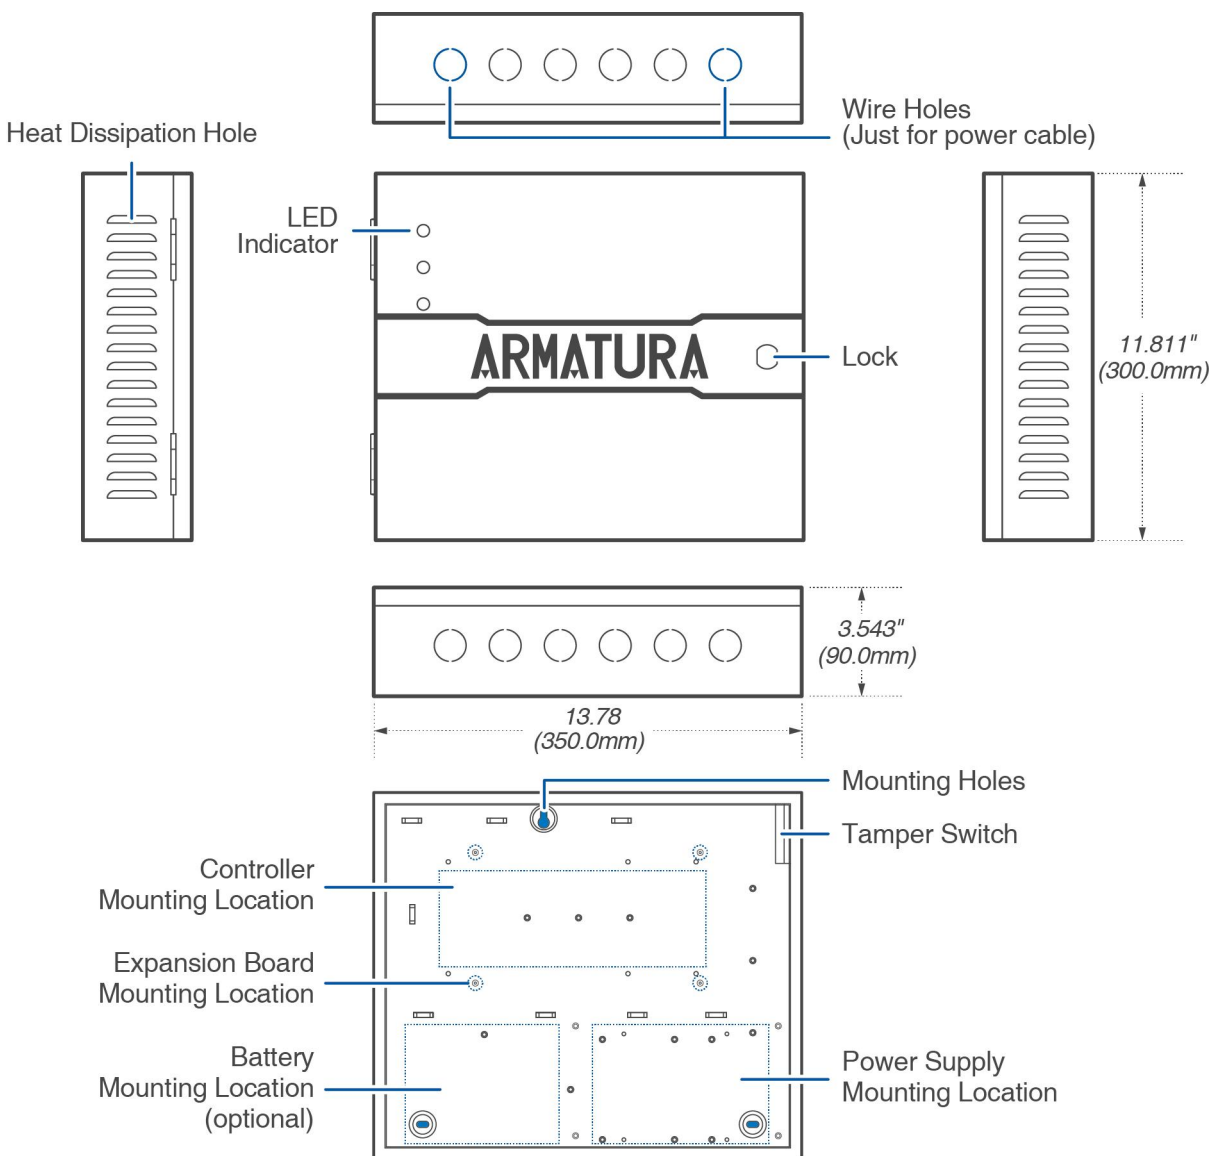 Wire Holes
(Just for power cable)
Heat Dissipation Hole
LED
Indicator
ARMATURA
Lock
11.811"
(300.0mm)
3.543"
(90.0mm)
13.78
(350.0mm)
Mounting Holes
Tamper Switch
Controller
Mounting Location
Expansion Board
Mounting Location
Battery
Mounting Location
(optional)
Power Supply
Mounting Location